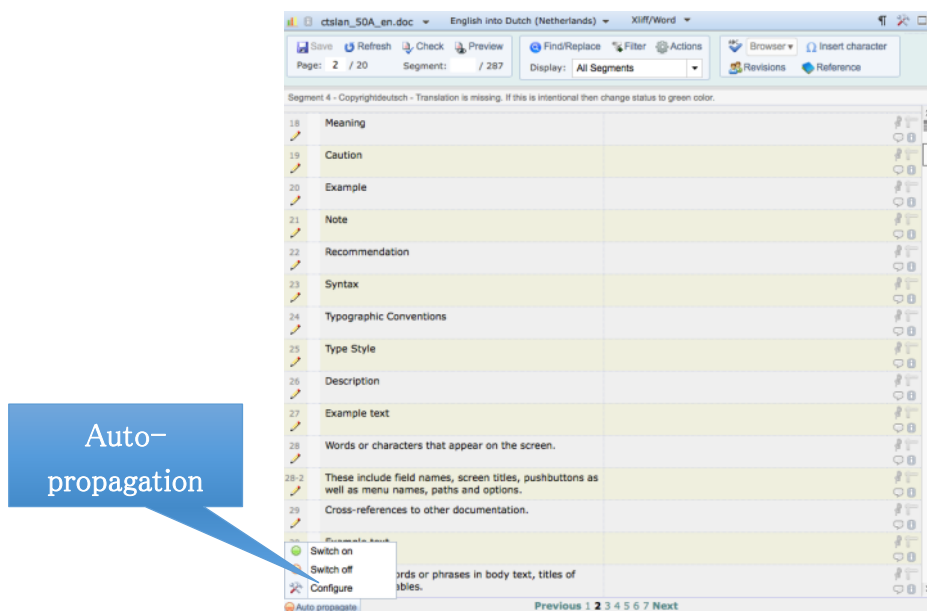 ctslan_50A_en.doc English into Dutch (Netherlands) Xliff/Word
Save Refresh Check Preview Find/Replace Filter Actions Browser Insert character
Page: 2 / 20 Segment: / 287 Display: All Segments Revisions Reference
Segment 4 - Copyrightdeutsch - Translation is missing. If this is intentional then change status to green color.
18 Meaning
19 Caution
20 Example
21 Note
22 Recommendation
23 Syntax
24 Typographic Conventions
25 Type Style
26 Description
27 Example text
28 Words or characters that appear on the screen.
28-2 These include field names, screen titles, pushbuttons as
well as menu names, paths and options.
29 Cross-references to other documentation.
Example text
Switch on
Switch off
ords or phrases in body text, titles of
Configure
ables.
Auto propagate Previous 1 2 3 4 5 6 7 Next
Auto-
propagation